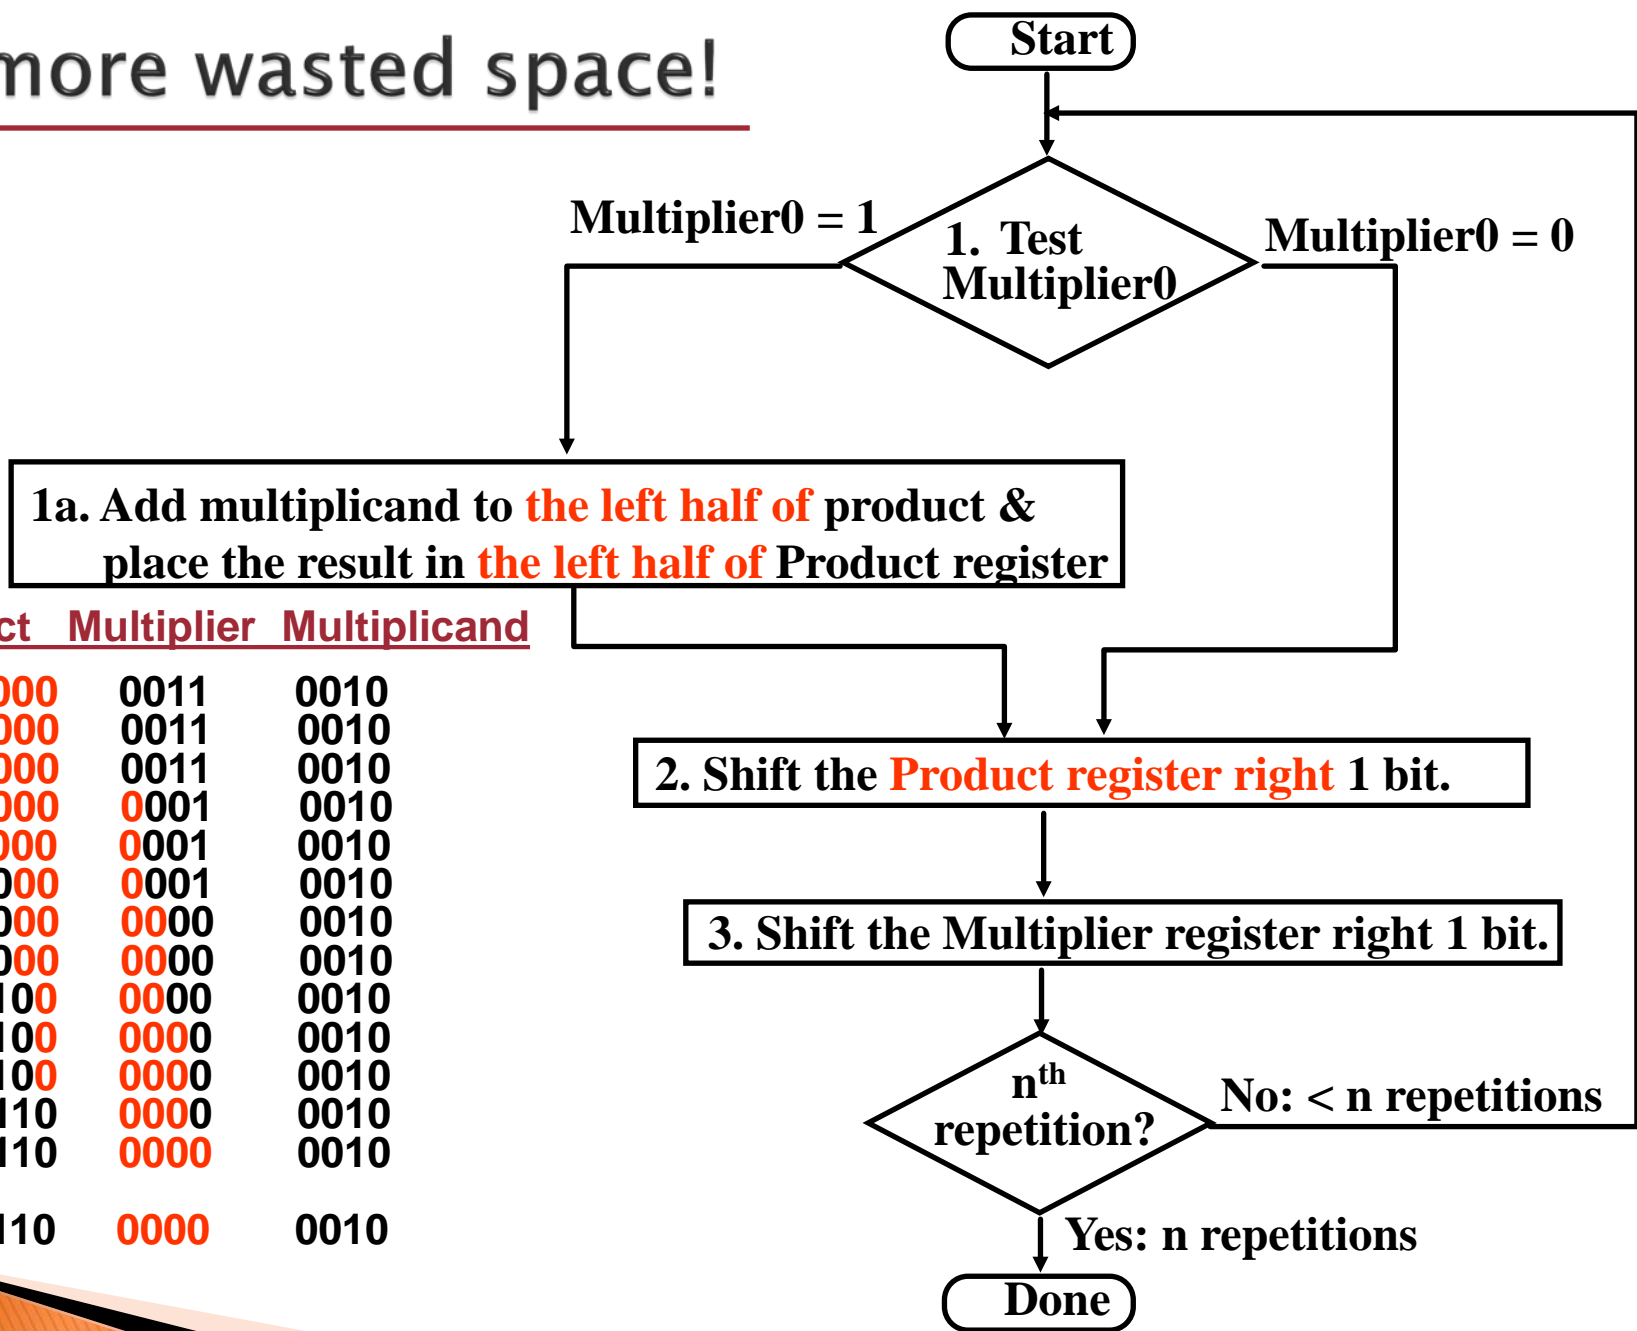 more wasted space!
Start
Multiplier0 = 1
1. Test
Multiplier0
Multiplier0 = 0
1a. Add multiplicand to the left half of product &
place the result in the left half of Product register
ct Multiplier Multiplicand
000 0011 0010
000 0011 0010
000 0011 0010
000 0001 0010
000 0001 0010
000 0001 0010
000 0000 0010
000 0000 0010
100 0000 0010
100 0000 0010
100 0000 0010
110 0000 0010
110 0000 0010
110 0000 0010
2. Shift the Product register right 1 bit.
3. Shift the Multiplier register right 1 bit.
nth
repetition?
No: < n repetitions
Yes: n repetitions
Done